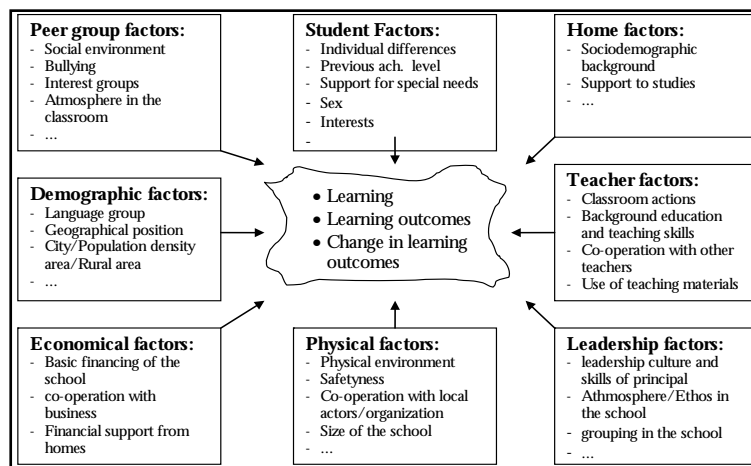 Peer group factors:
- Social environment
- Bullying
- Interest groups
- Atmosphere in the
classroom
- ...
Student Factors:
- Individual differences
- Previous ach. level
- Support for special needs
- Sex
- Interests
-
Home factors:
- Sociodemographic
background
- Support to studies
- ...
Demographic factors:
- Language group
- Geographical position
- City/Population density
area/Rural area
- ...
• Learning
• Learning outcomes
• Change in learning
outcomes
Teacher factors:
- Classroom actions
- Background education
and teaching skills
- Co-operation with other
teachers
- Use of teaching materials
Economical factors:
- Basic financing of the
school
- co-operation with
business
- Financial support from
homes
Physical factors:
- Physical environment
- Safetyness
- Co-operation with local
actors/organization
- Size of the school
- ...
Leadership factors:
- leadership culture and
skills of principal
- Athmosphere/Ethos in
the school
- grouping in the school
- ...